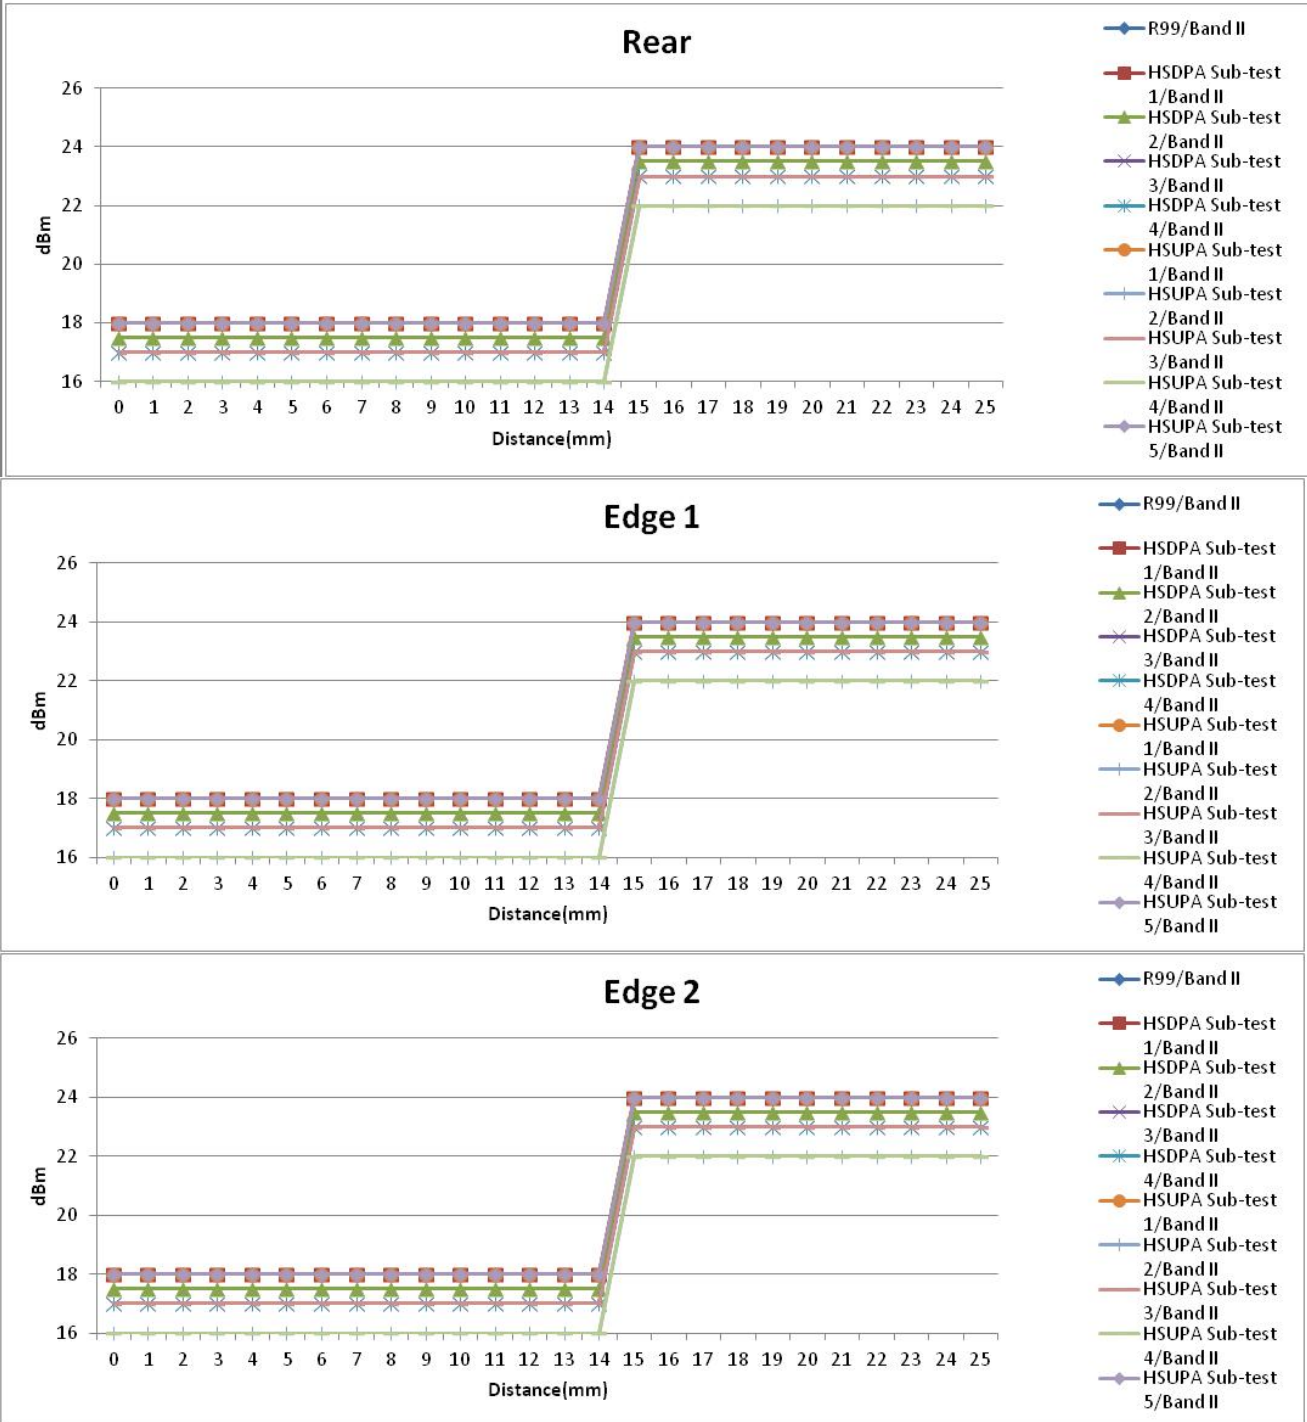 Rear
26
24
22
20
18
16
dBm
0 1 2 3 4 5 6 7 8 9 10 11 12 13 14 15 16 17 18 19 20 21 22 23 24 25
Distance(mm)
R99/Band II
HSDPA Sub-test
1/Band II
HSDPA Sub-test
2/Band II
HSDPA Sub-test
3/Band II
HSDPA Sub-test
4/Band II
HSUPA Sub-test
1/Band II
HSUPA Sub-test
2/Band II
HSUPA Sub-test
3/Band II
HSUPA Sub-test
4/Band II
HSUPA Sub-test
5/Band II
Edge 1
26
24
22
20
18
16
dBm
0 1 2 3 4 5 6 7 8 9 10 11 12 13 14 15 16 17 18 19 20 21 22 23 24 25
Distance(mm)
R99/Band II
HSDPA Sub-test
1/Band II
HSDPA Sub-test
2/Band II
HSDPA Sub-test
3/Band II
HSDPA Sub-test
4/Band II
HSUPA Sub-test
1/Band II
HSUPA Sub-test
2/Band II
HSUPA Sub-test
3/Band II
HSUPA Sub-test
4/Band II
HSUPA Sub-test
5/Band II
Edge 2
26
24
22
20
18
16
dBm
0 1 2 3 4 5 6 7 8 9 10 11 12 13 14 15 16 17 18 19 20 21 22 23 24 25
Distance(mm)
R99/Band II
HSDPA Sub-test
1/Band II
HSDPA Sub-test
2/Band II
HSDPA Sub-test
3/Band II
HSDPA Sub-test
4/Band II
HSUPA Sub-test
1/Band II
HSUPA Sub-test
2/Band II
HSUPA Sub-test
3/Band II
HSUPA Sub-test
4/Band II
HSUPA Sub-test
5/Band II